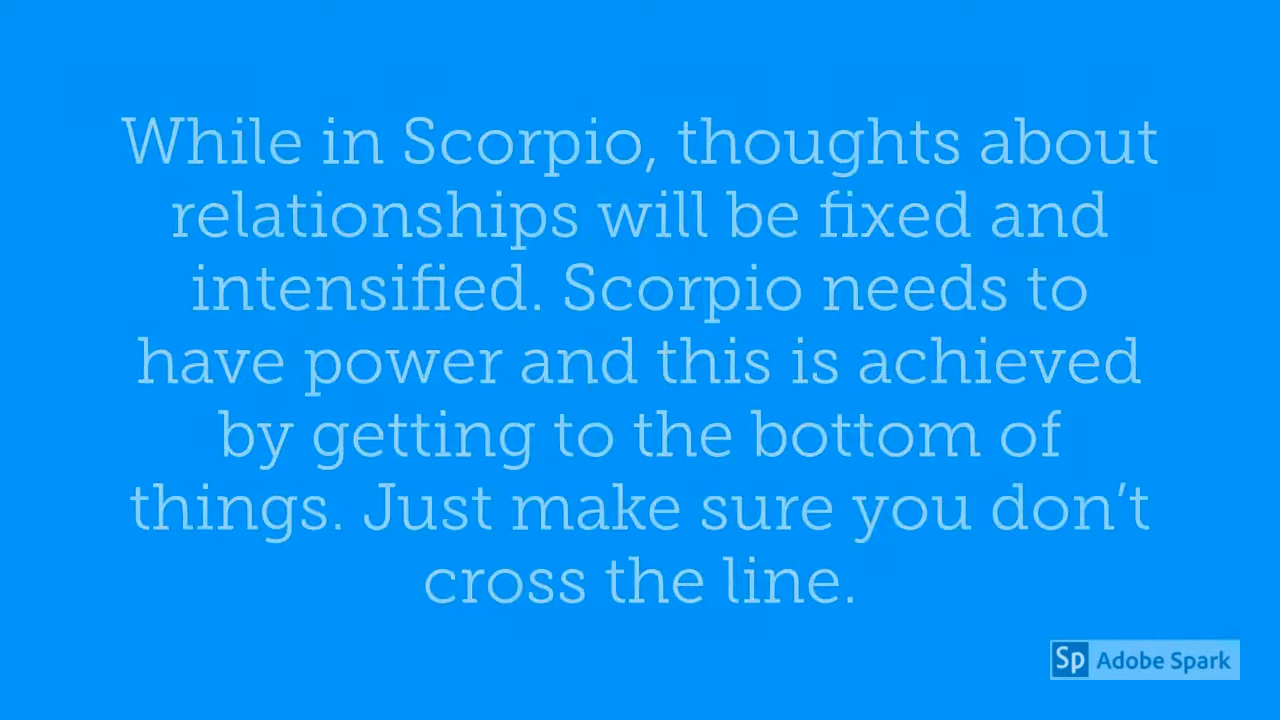 While in Scorpio, thoughts about
relationships will be fixed and
intensified. Scorpio needs to
have power and this is achieved
by getting to the bottom of
things. Just make sure you don’t
cross the line.
Sp Adobe Spark